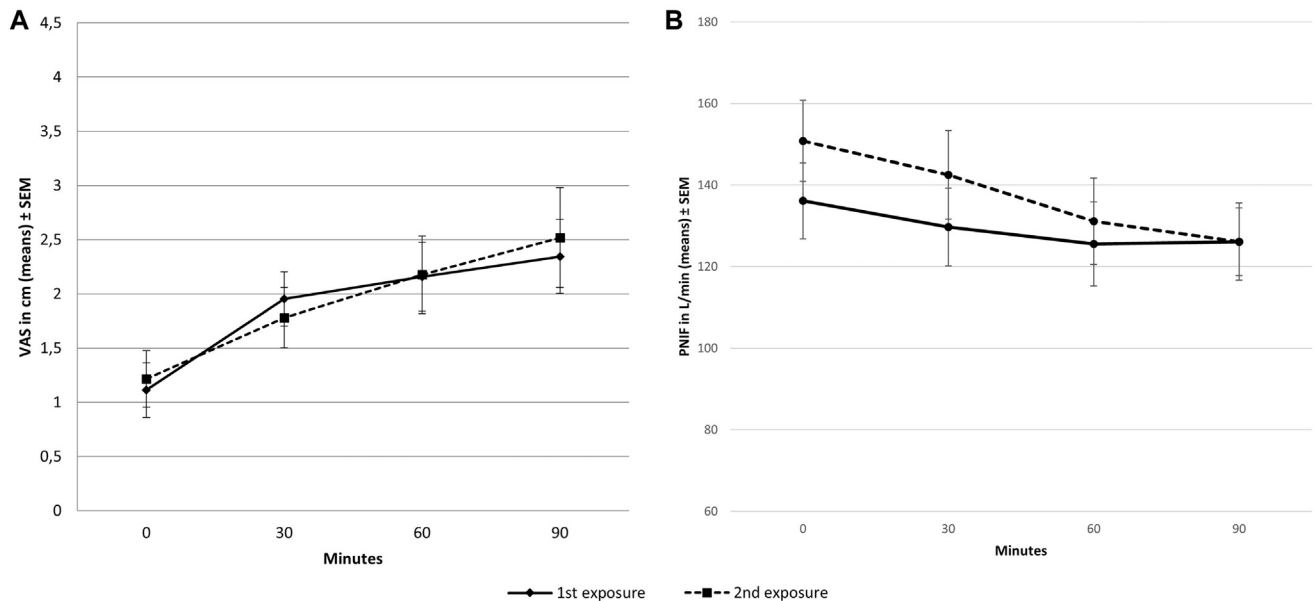 A
VAS in cm (means) ± SEM
4,5
4
3,5
3
2,5
2
1,5
1
0,5
0
0 30 60 90
Minutes
B
PNIF in L/min (means) ± SEM
180
160
140
120
100
80
60
0 30 60 90
Minutes
1st exposure 2nd exposure